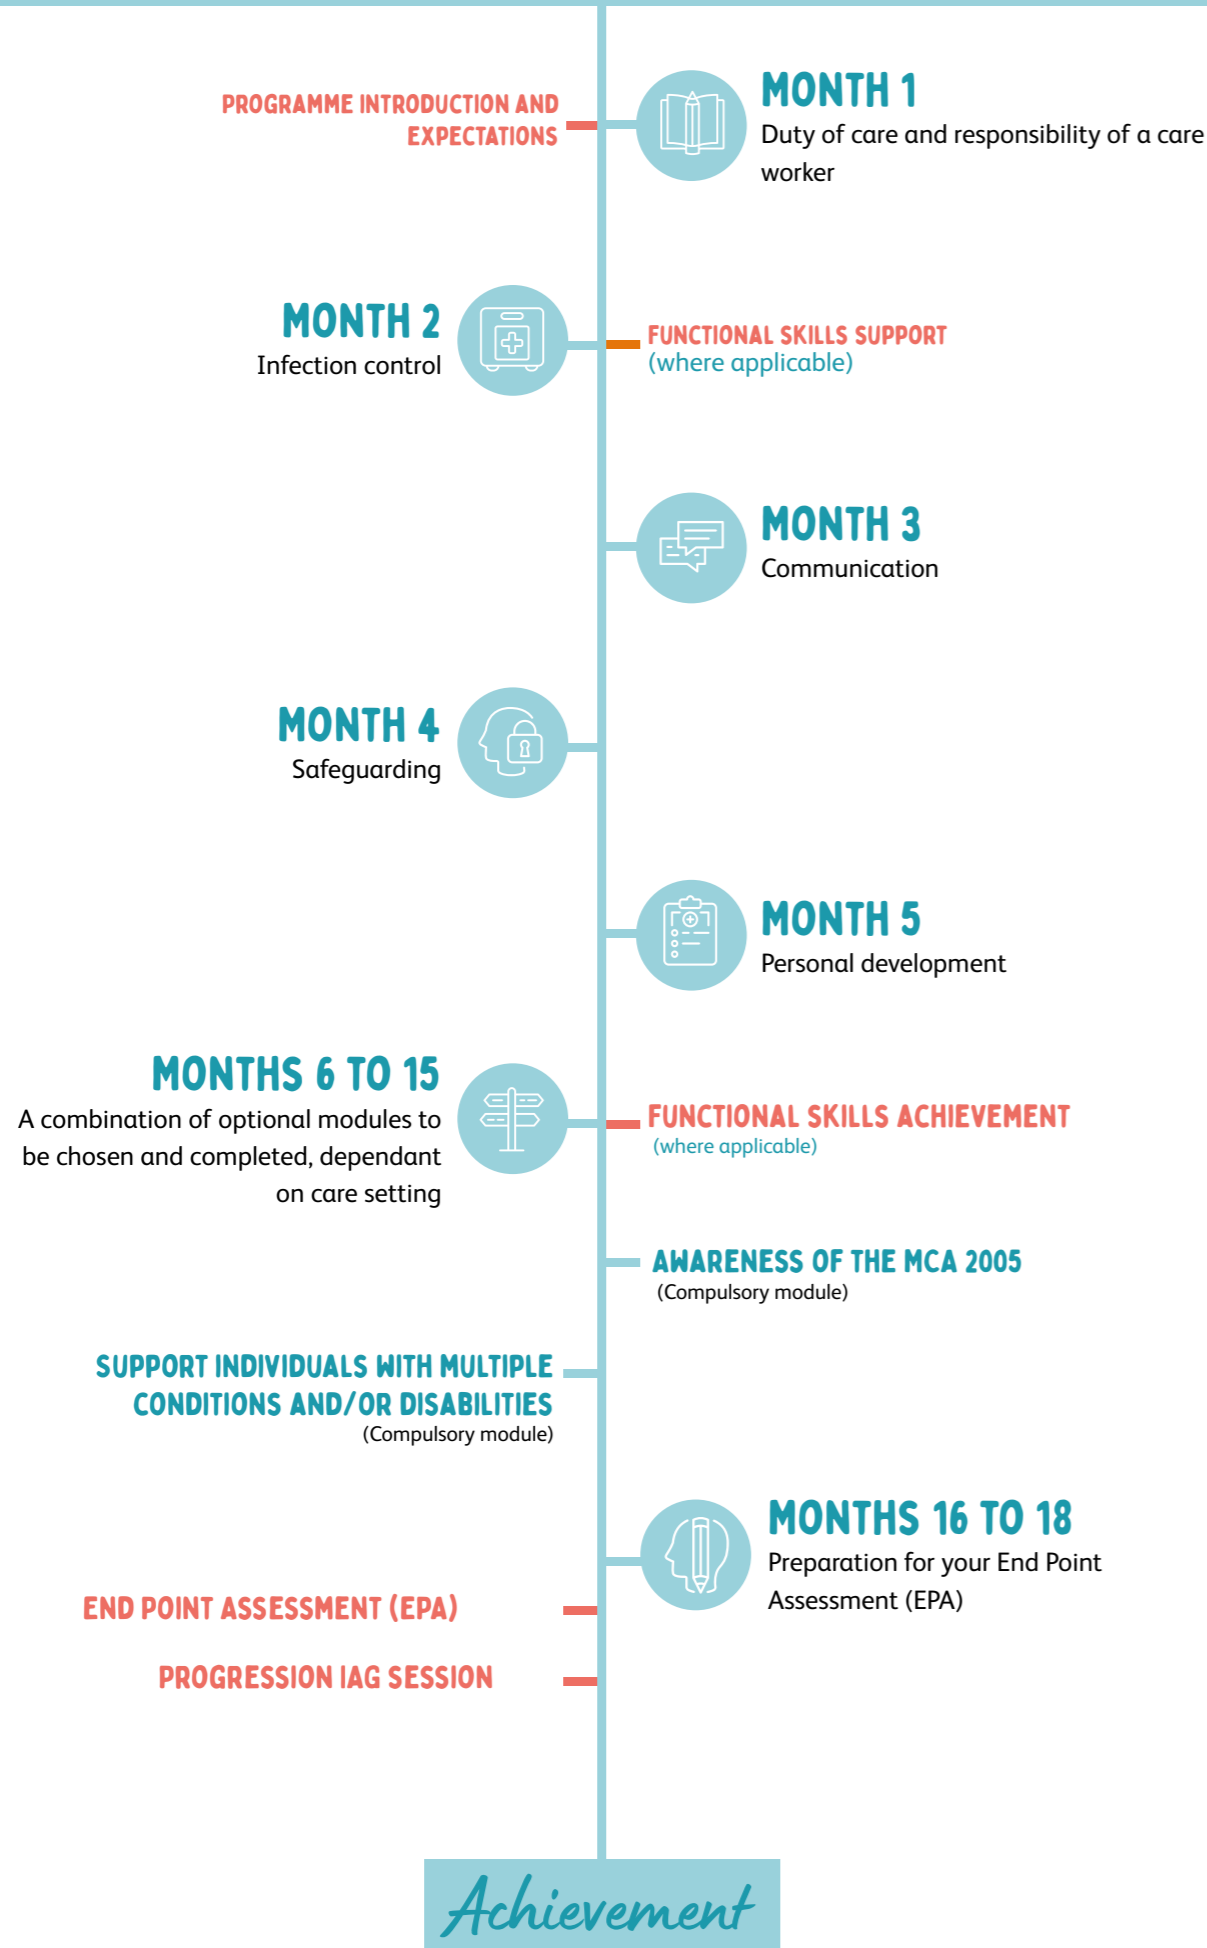 PROGRAMME INTRODUCTION AND
EXPECTATIONS
MONTH 1
Duty of care and responsibility of a care
worker
MONTH 2
Infection control
FUNCTIONAL SKILLS SUPPORT
(where applicable)
MONTH 3
Communication
MONTH 4
Safeguarding
MONTH 5
Personal development
MONTHS 6 TO 15
A combination of optional modules to
be chosen and completed, dependant
on care setting
FUNCTIONAL SKILLS ACHIEVEMENT
(where applicable)
AWARENESS OF THE MCA 2005
(Compulsory module)
SUPPORT INDIVIDUALS WITH MULTIPLE
CONDITIONS AND/OR DISABILITIES
(Compulsory module)
MONTHS 16 TO 18
Preparation for your End Point
Assessment (EPA)
END POINT ASSESSMENT (EPA)
PROGRESSION IAG SESSION
Achievement